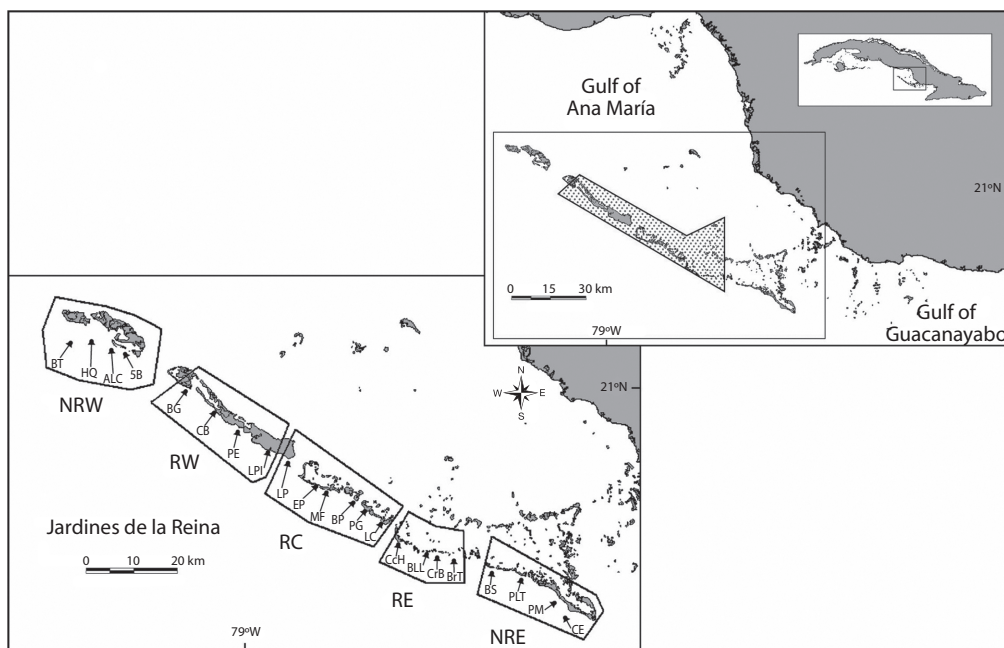 Gulf of
Ana María
21ºN
0 15 30 km
79ºW
Gulf of
Guacanayabo
N
W E
S
21ºN
BT
HQ
ALC
5B
NRW
BG
CB
PE
LPI
RW
LP
EP
MF
BP
PG
LC
RC
CcH
BLL
CrB
BrT
RE
BS
PLT
PM
CE
NRE
Jardines de la Reina
0 10 20 km
79ºW